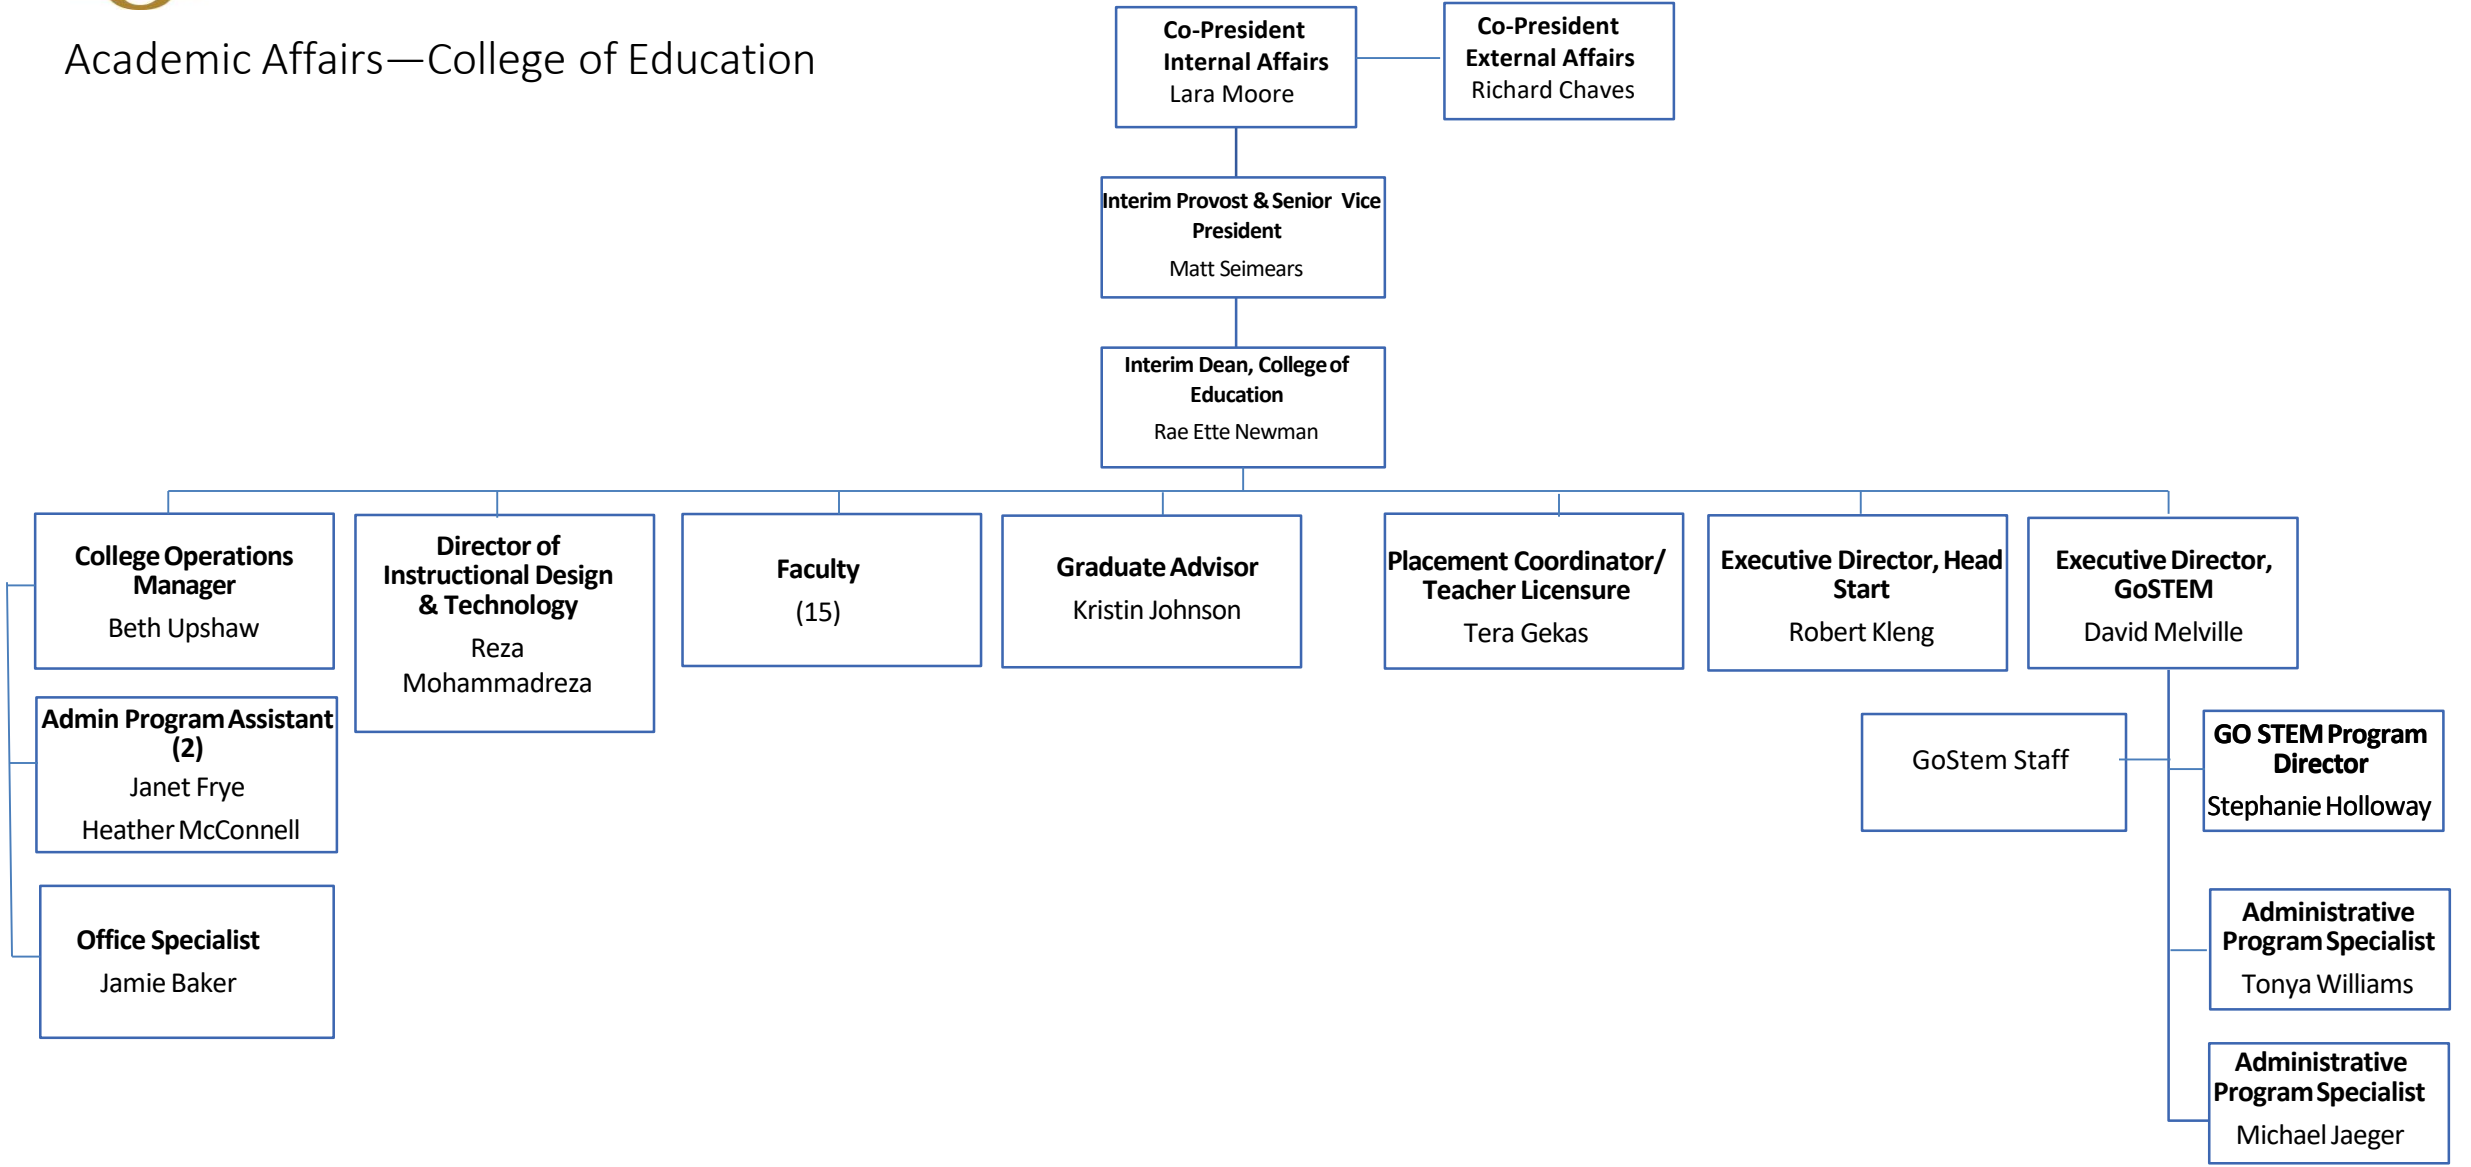 Academic Affairs—College of Education
Co-President
Internal Affairs
Lara Moore
Co-President
External Affairs
Richard Chaves
Interim Provost & Senior Vice
President
Matt Seimears
Interim Dean, College of
Education
Rae Ette Newman
College Operations
Manager
Beth Upshaw
Director of
Instructional Design
& Technology
Reza
Mohammadreza
Faculty
(15)
Graduate Advisor
Kristin Johnson
Placement Coordinator/
Teacher Licensure
Tera Gekas
Executive Director, Head
Start
Robert Kleng
Executive Director,
GoSTEM
David Melville
Admin Program Assistant
(2)
Janet Frye
Heather McConnell
Office Specialist
Jamie Baker
GoStem Staff
GO STEM Program
Director
Stephanie Holloway
Administrative
Program Specialist
Tonya Williams
Administrative
Program Specialist
Michael Jaeger